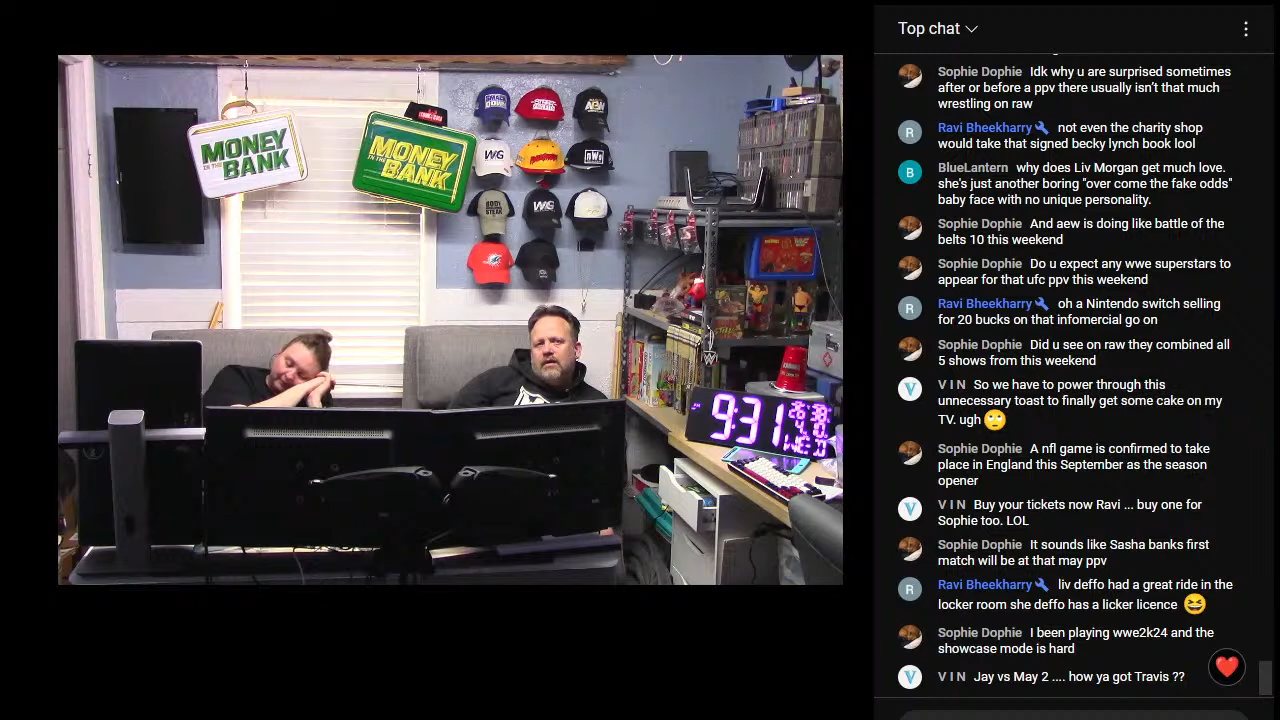 Top chat
Sophie Dophie Idk why u are surprised sometimes
after or before a ppv there usually isn't that much
wrestling on raw
Ravi Bheekharry not even the charity shop
would take that signed becky lynch book lool
B
R
BlueLantern why does Liv Morgan get much love.
she's just another boring "over come the fake odds"
baby face with no unique personality.
Sophie Dophie And aew is doing like battle of the
belts 10 this weekend
Sophie Dophie Do u expect any wwe superstars to
appear for that ufc ppv this weekend
R
Ravi Bheekharry oh a Nintendo switch selling
for 20 bucks on that infomercial go on
Sophie Dophie Did u see on raw they combined all
5 shows from this weekend
V
V I N So we have to power through this
unnecessary toast to finally get some cake on my
TV. ugh 🙄
Sophie Dophie A nfl game is confirmed to take
place in England this September as the season
opener
V
V I N Buy your tickets now Ravi ... buy one for
Sophie too. LOL
Sophie Dophie It sounds like Sasha banks first
match will be at that may ppv
R
Ravi Bheekharry liv deffo had a great ride in the
locker room she deffo has a licker licence 😆
Sophie Dophie I been playing wwe2k24 and the
showcase mode is hard
V
V I N Jay vs May 2 .... how ya got Travis ??
MONEY
IN THE BANK
MONEY
IN THE BANK
W/G
nWo
BODY
STEAK
W/G
9:31